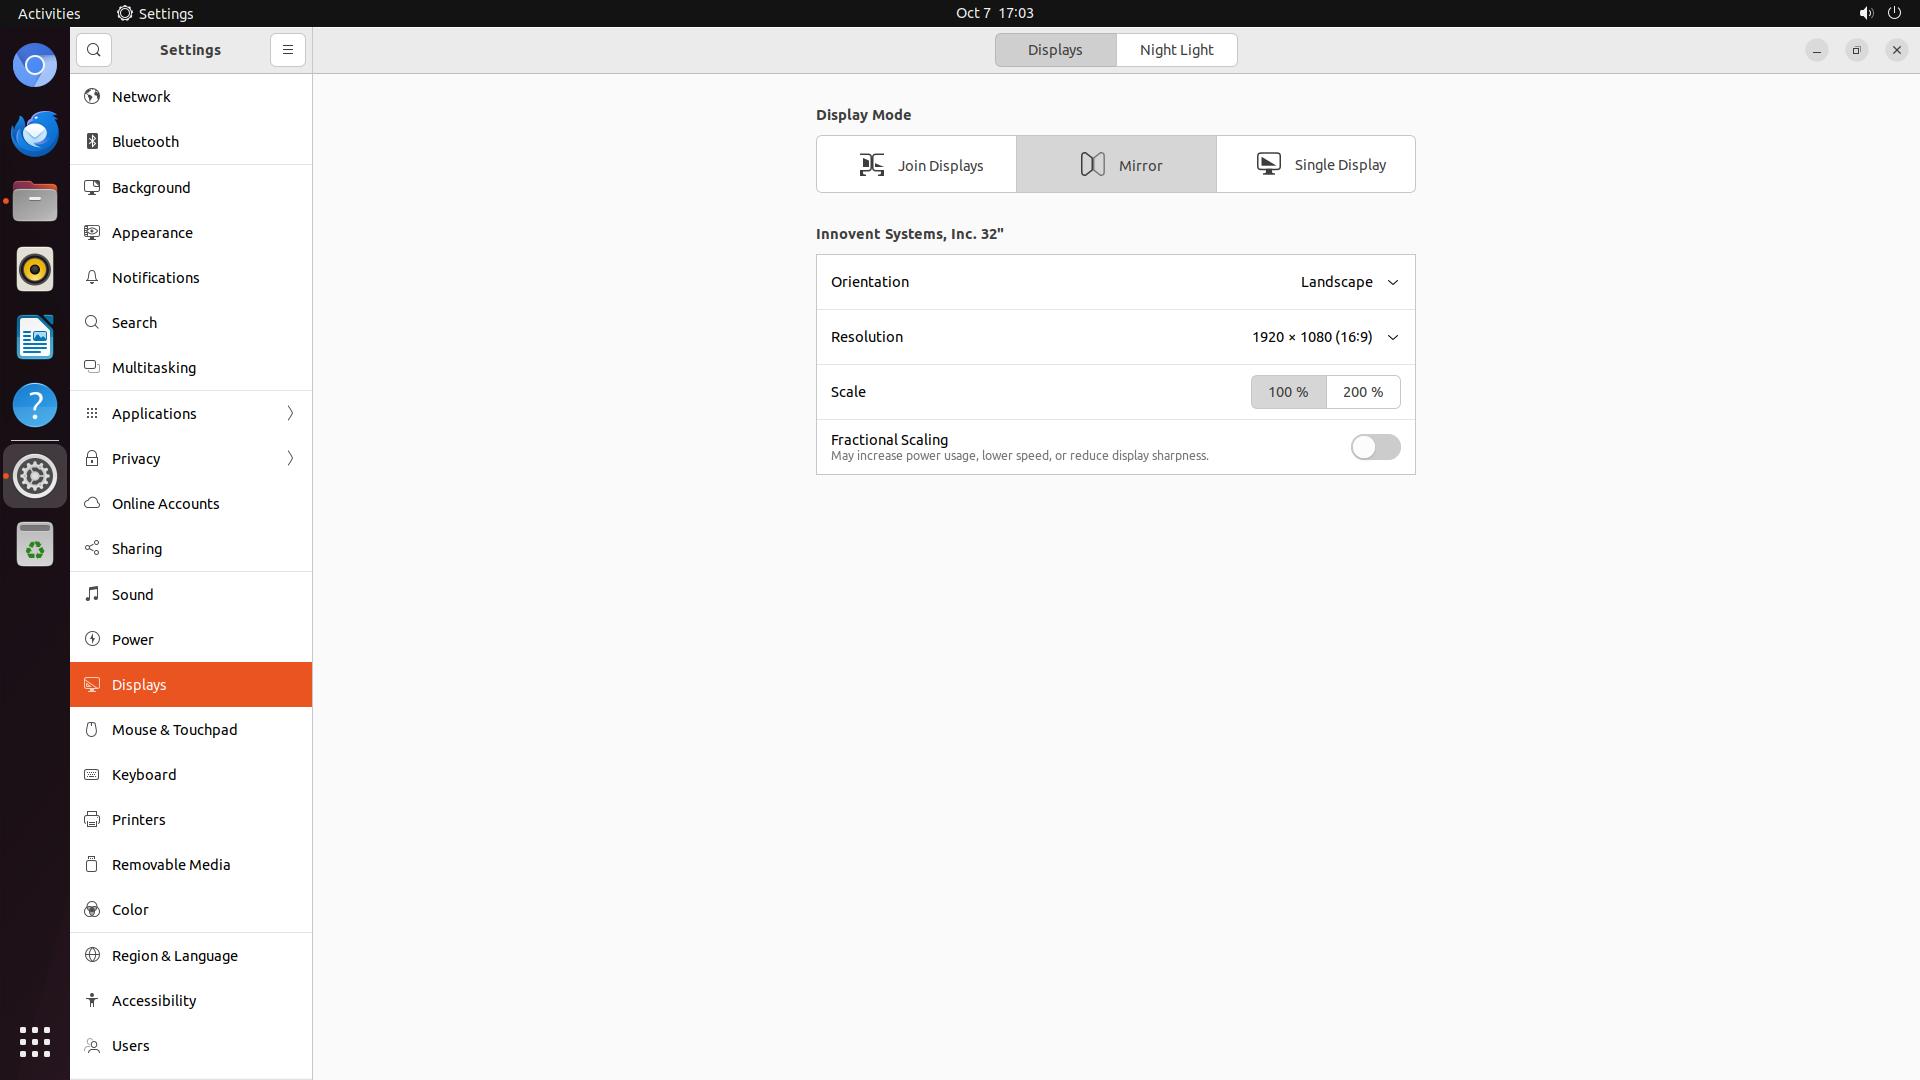 Activities
Settings
Oct 7 17:03
Settings
Displays
Night Light
Network
Bluetooth
Background
Appearance
Notifications
Search
Multitasking
Applications
Privacy
Online Accounts
Sharing
Sound
Power
Displays
Mouse & Touchpad
Keyboard
Printers
Removable Media
Color
Region & Language
Accessibility
Users
Display Mode
Join Displays
Mirror
Single Display
Innovent Systems, Inc. 32"
Orientation
Landscape
Resolution
1920 × 1080 (16:9)
Scale
100 %
200 %
Fractional Scaling
May increase power usage, lower speed, or reduce display sharpness.